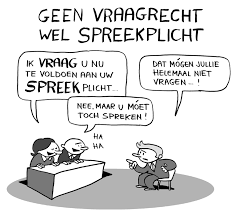 GEEN VRAAGRECHT
WEL SPREEKPLICHT
IK VRAAG U NU
TE VOLDOEN AAN UW
SPREEKPLICHT...
DAT MÓGEN JULLIE
HELEMAAL NIET
VRAGEN...!
NEE, MAAR U MOET
TOCH SPREKEN!
HA
HA